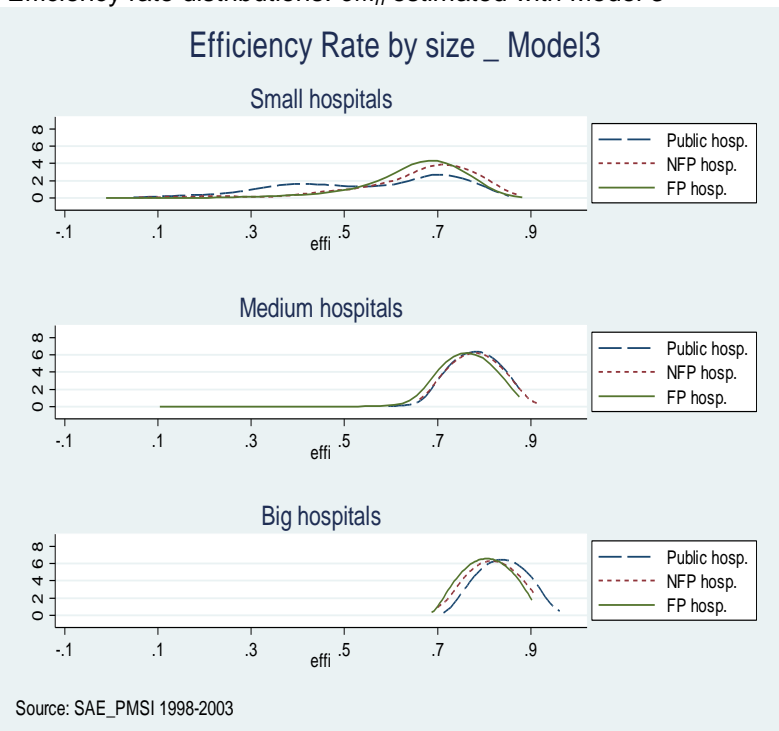 Efficiency Rate by size _ Model3
Small hospitals
0 2 4 6 8
-.1 .1 .3 .5 .7 .9
effi
Public hosp.
NFP hosp.
FP hosp.
Medium hospitals
0 2 4 6 8
-.1 .1 .3 .5 .7 .9
effi
Public hosp.
NFP hosp.
FP hosp.
Big hospitals
0 2 4 6 8
-.1 .1 .3 .5 .7 .9
effi
Public hosp.
NFP hosp.
FP hosp.
Source: SAE_PMSI 1998-2003